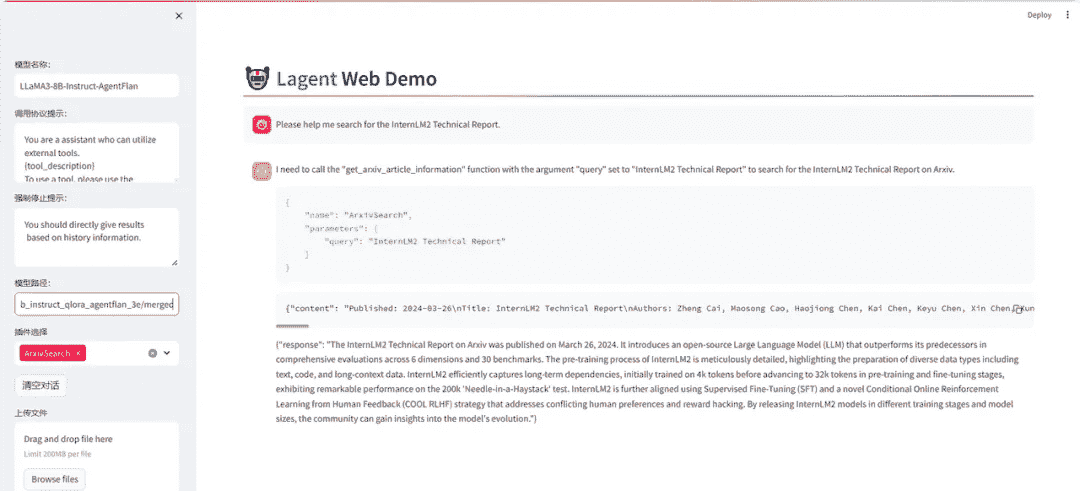 Deploy
模型名称:
LLaMA3-8B-Instruct-AgentFlan
调用协议提示:
You are a assistant who can utilize
external tools.
{tool_description}
To use a tool, please use the
强制停止提示:
You should directly give results
based on history information.
模型路径:
b_instruct_qlora_agentflan_3e/merged
插件选择
ArxivSearch ×
清空对话
上传文件
Drag and drop file here
Limit 200MB per file
Browse files
Lagent Web Demo
Please help me search for the InternLM2 Technical Report.
I need to call the "get_arxiv_article_information" function with the argument "query" set to "InternLM2 Technical Report" to search for the InternLM2 Technical Report on Arxiv.
{
"name": "ArxivSearch",
"parameters": {
"query": "InternLM2 Technical Report"
}
}
{"content": "Published: 2024-03-26\nTitle: InternLM2 Technical Report\nAuthors: Zheng Cai, Maosong Cao, Haojiong Chen, Kai Chen, Keyu Chen, Xin Chen,
{"response": "The InternLM2 Technical Report on Arxiv was published on March 26, 2024. It introduces an open-source Large Language Model (LLM) that outperforms its predecessors in
comprehensive evaluations across 6 dimensions and 30 benchmarks. The pre-training process of InternLM2 is meticulously detailed, highlighting the preparation of diverse data types including
text, code, and long-context data. InternLM2 efficiently captures long-term dependencies, initially trained on 4k tokens before advancing to 32k tokens in pre-training and fine-tuning stages,
exhibiting remarkable performance on the 200k 'Needle-in-a-Haystack' test. InternLM2 is further aligned using Supervised Fine-Tuning (SFT) and a novel Conditional Online Reinforcement
Learning from Human Feedback (COOL RLHF) strategy that addresses conflicting human preferences and reward hacking. By releasing InternLM2 models in different training stages and model
sizes, the community can gain insights into the model's evolution."}